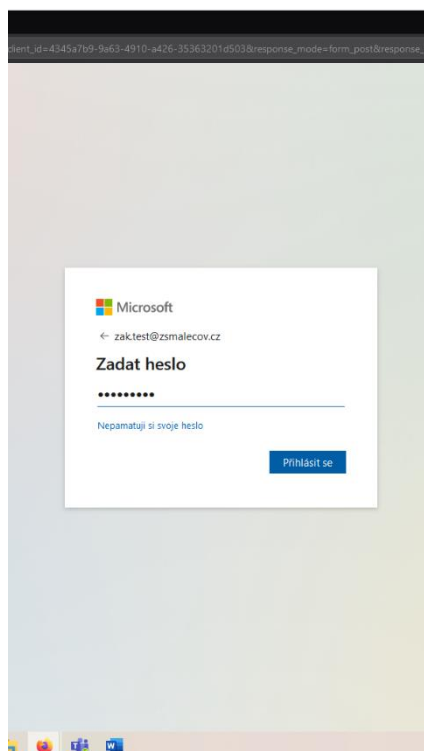 client_id=4345a7b9-9a63-4910-a426-35363201d503&response_mode=form_post&response_
Microsoft
← zak.test@zsmalecov.cz
Zadat heslo
•••••••••
Nepamatuji si svoje heslo
Přihlásit se